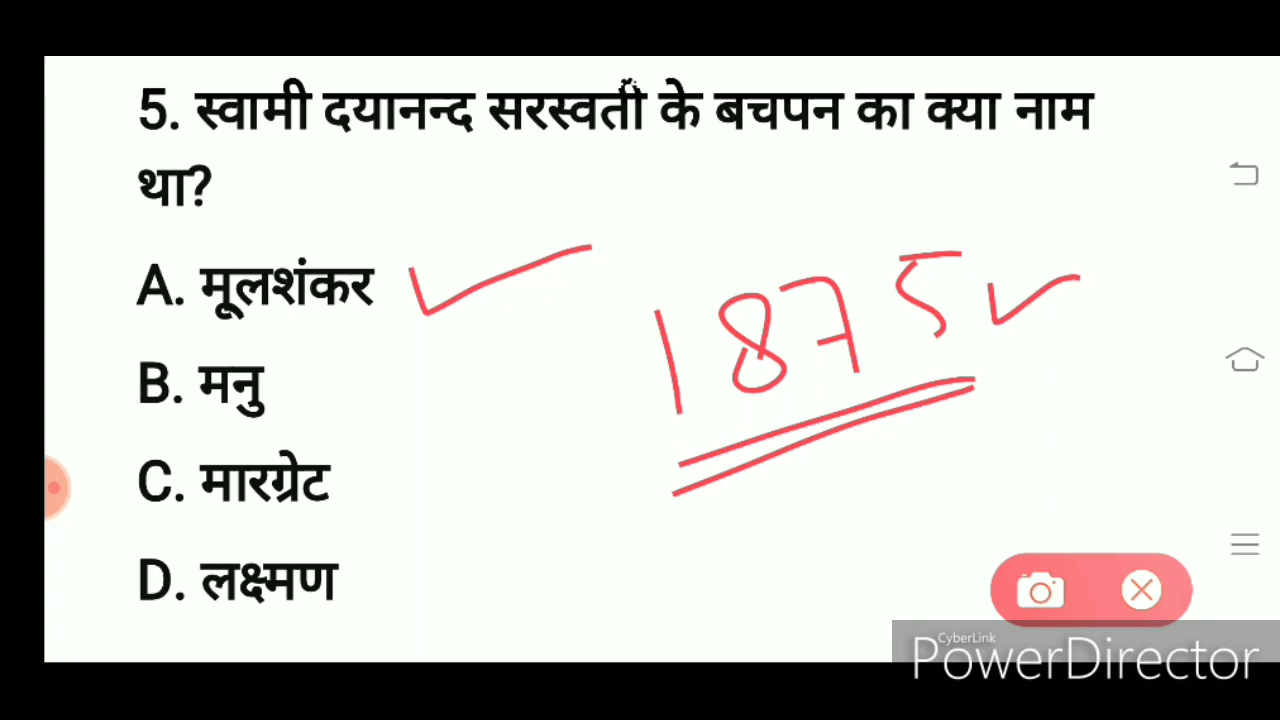 5. स्वामी दयानन्द सरस्वती के बचपन का क्या नाम
था?
A. मूलशंकर
1875
B. मनु
C. मारग्रेट
D. लक्ष्मण
CyberLink
PowerDirector